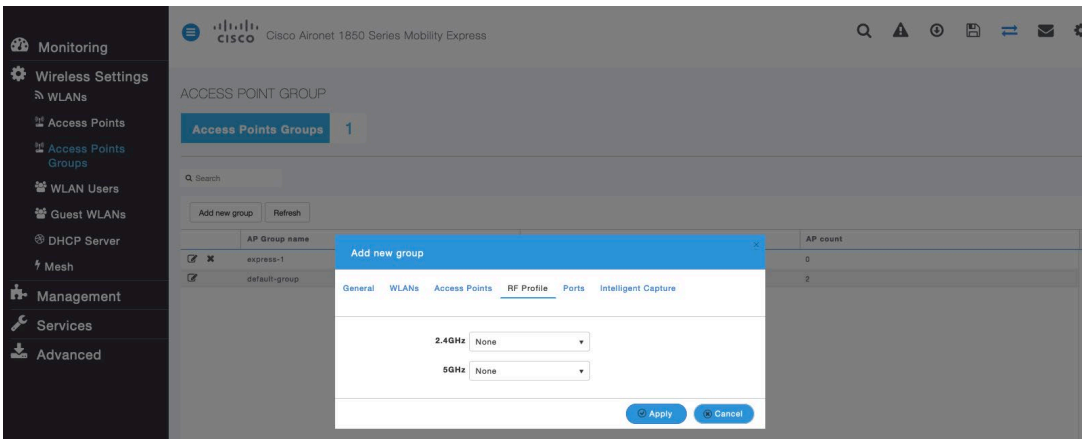 Monitoring
Wireless Settings
WLANs
Access Points
Access Points
Groups
WLAN Users
Guest WLANs
DHCP Server
Mesh
Management
Services
Advanced
CISCO Cisco Aironet 1850 Series Mobility Express
ACCESS POINT GROUP
Access Points Groups 1
Search
Add new group Refresh
AP Group name AP count
express-1 0
default-group 2
Add new group
General WLANs Access Points RF Profile Ports Intelligent Capture
2.4GHz None
5GHz None
Apply Cancel